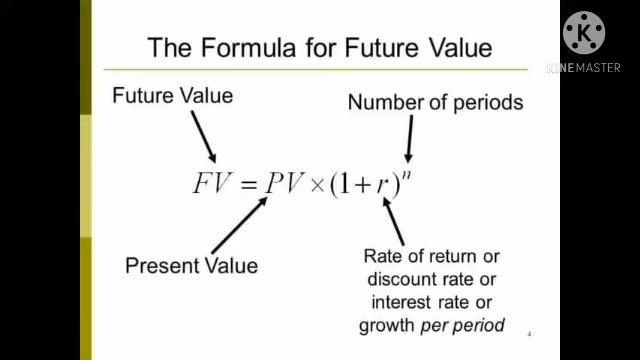 The Formula for Future Value
K
KINEMASTER
Future Value
Number of periods
FV = PV × (1 + r)ⁿ
Present Value
Rate of return or
discount rate or
interest rate or
growth per period
4